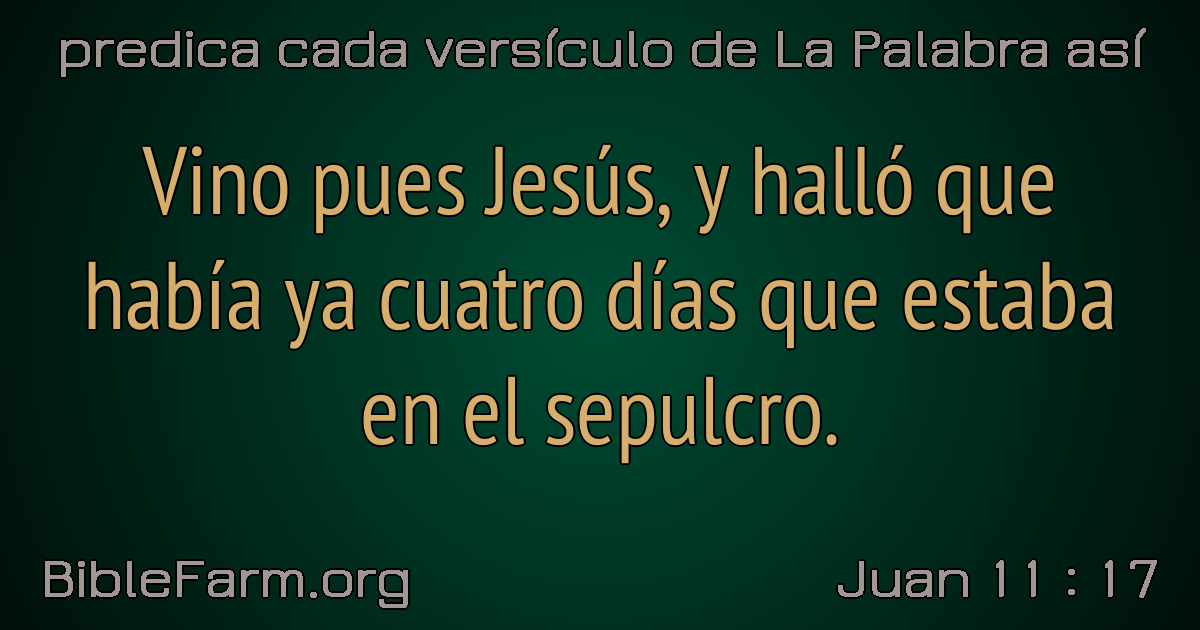 predica cada versículo de La Palabra así
Vino pues Jesús, y halló que
había ya cuatro días que estaba
en el sepulcro.
BibleFarm.org
Juan 11 : 17